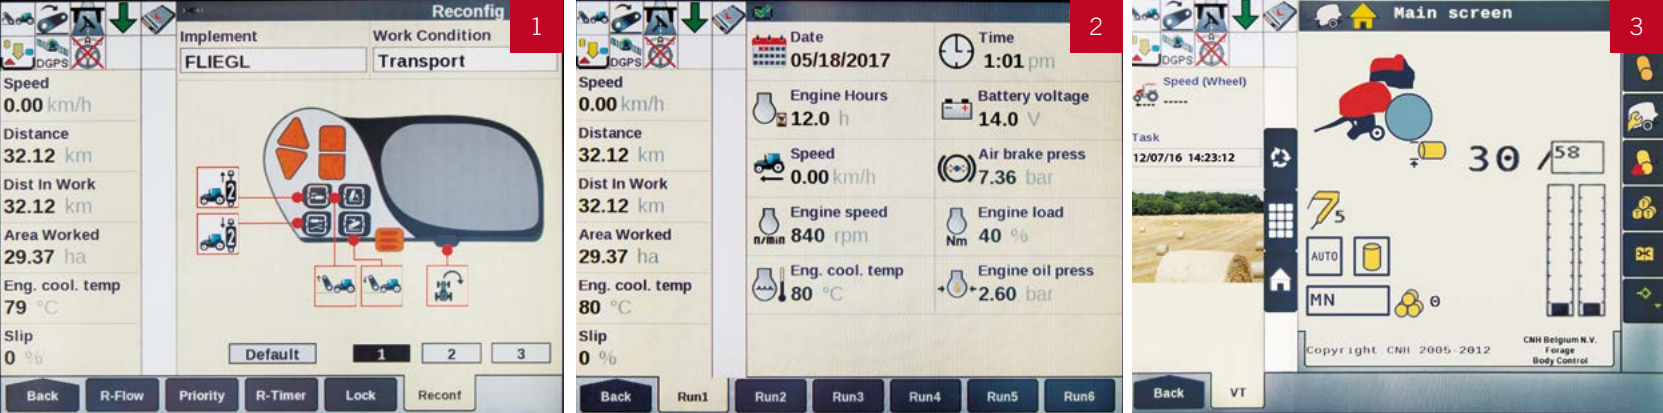 Reconfig
1
Implement
Work Condition
FLIEGL
Transport
DGPS
Speed
0.00 km/h
Distance
32.12 km
Dist In Work
32.12 km
Area Worked
29.37 ha
Eng. cool. temp
79 °C
Slip
0 %
2
2
Default
1
2
3
Back
R-Flow
Priority
R-Timer
Lock
Reconf
2
DGPS
Speed
0.00 km/h
Distance
32.12 km
Dist In Work
32.12 km
Area Worked
29.37 ha
Eng. cool. temp
80 °C
Slip
0 %
Date
05/18/2017
Time
1:01 pm
Engine Hours
12.0 h
Battery voltage
14.0 V
Speed
0.00 km/h
Air brake press
7.36 bar
Engine speed
n/min 840 rpm
Engine load
Nm 40 %
Eng. cool. temp
80 °C
Engine oil press
2.60 bar
Back
Run1
Run2
Run3
Run4
Run5
Run6
Main screen
3
DGPS
Speed (Wheel)
-----
Task
12/07/16 14:23:12
30 / 58
5
AUTO
MN
0
Copyright CNH 2005-2012
CNH Belgium N.V.
Forage
Body Control
Back
VT